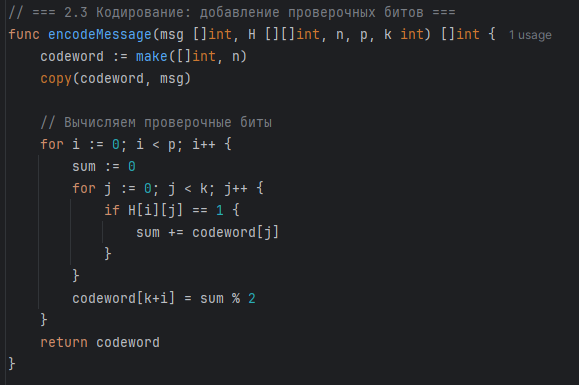 // === 2.3 Кодирование: добавление проверочных битов ===
func encodeMessage(msg []int, H [][]int, n, p, k int) []int { 1 usage
    codeword := make([]int, n)
    copy(codeword, msg)

    // Вычисляем проверочные биты
    for i := 0; i < p; i++ {
        sum := 0
        for j := 0; j < k; j++ {
            if H[i][j] == 1 {
                sum += codeword[j]
            }
        }
        codeword[k+i] = sum % 2
    }
    return codeword
}